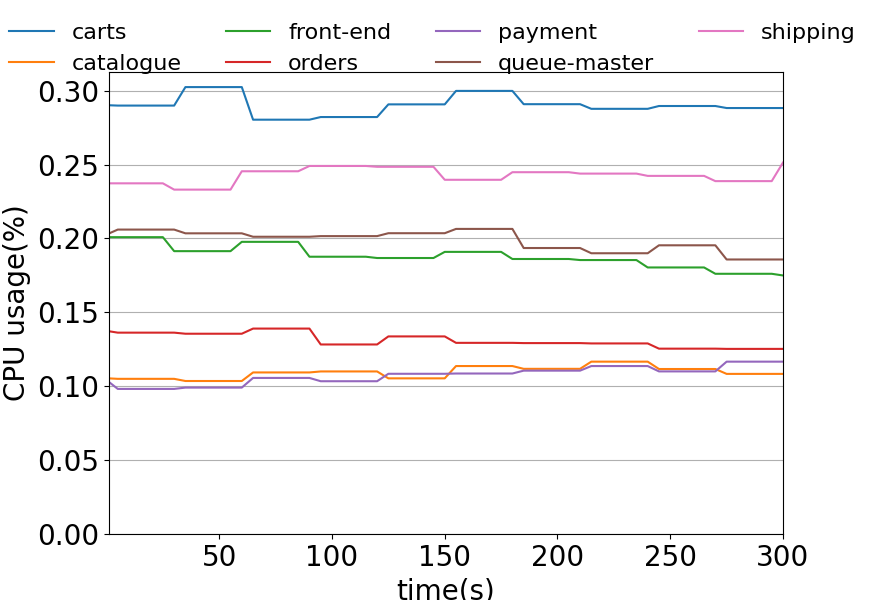 carts front-end payment shipping
catalogue orders queue-master
0.30
0.25
0.20
0.15
0.10
0.05
0.00
CPU usage(%)
50 100 150 200 250 300
time(s)